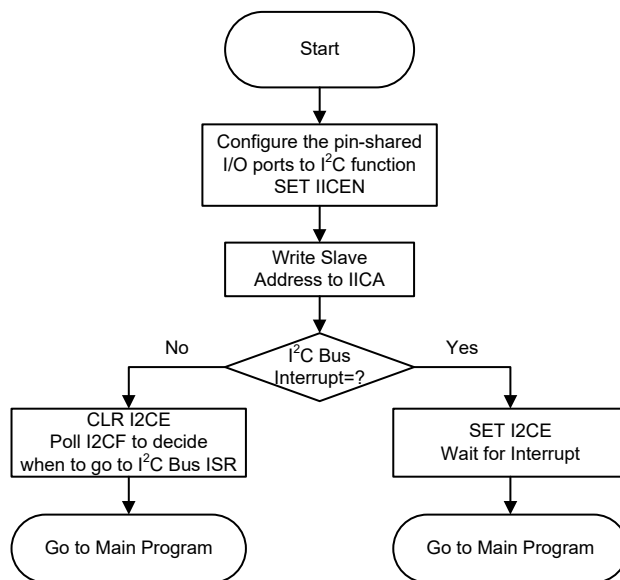 Start
Configure the pin-shared
I/O ports to I²C function
SET IICEN
Write Slave
Address to IICA
I²C Bus
Interrupt=?
No
Yes
CLR I2CE
Poll I2CF to decide
when to go to I²C Bus ISR
SET I2CE
Wait for Interrupt
Go to Main Program
Go to Main Program